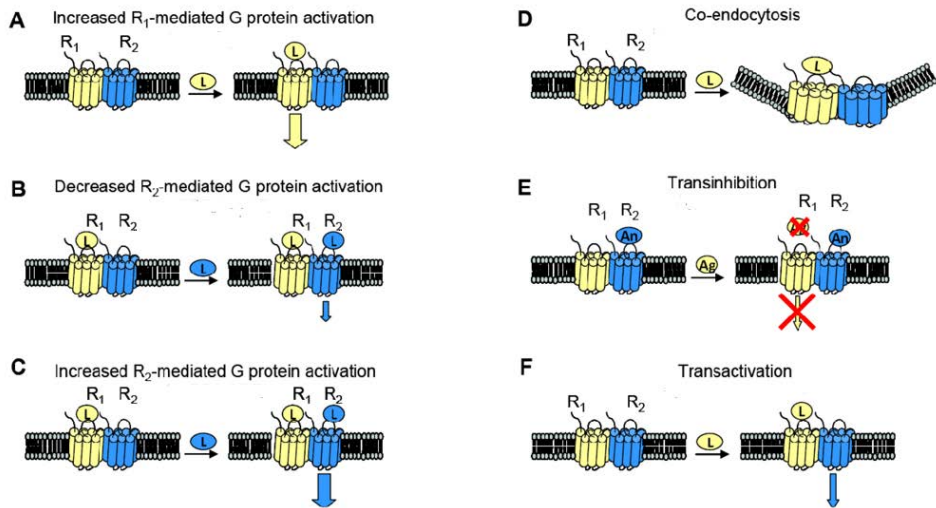 A
Increased R₁-mediated G protein activation
R₁ R₂
L
L
B
Decreased R₂-mediated G protein activation
R₁ R₂
R₁ R₂
L
L
L L
C
Increased R₂-mediated G protein activation
R₁ R₂
R₁ R₂
L
L
L L
D
Co-endocytosis
R₁ R₂
L
L
E
Transinhibition
R₁ R₂
R₁ R₂
An
Ag
An
F
Transactivation
R₁ R₂
L
L